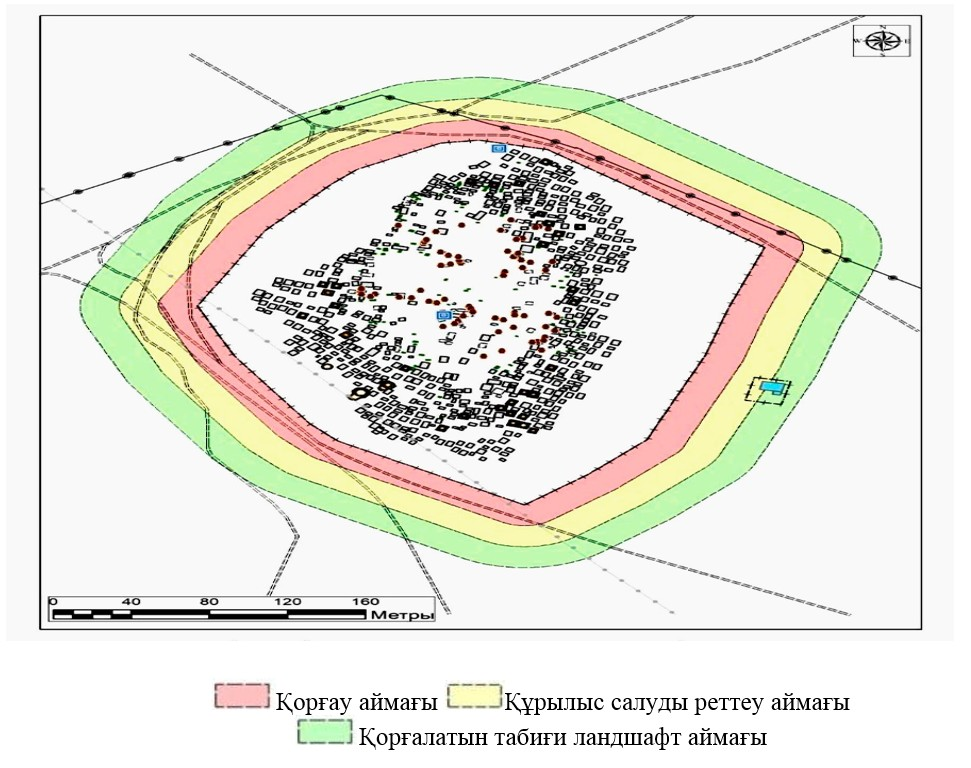 N
W E
S
0 40 80 120 160
Метры
Қорғау аймағы Құрылыс салуды реттеу аймағы
Қорғалатын табиғи ландшафт аймағы